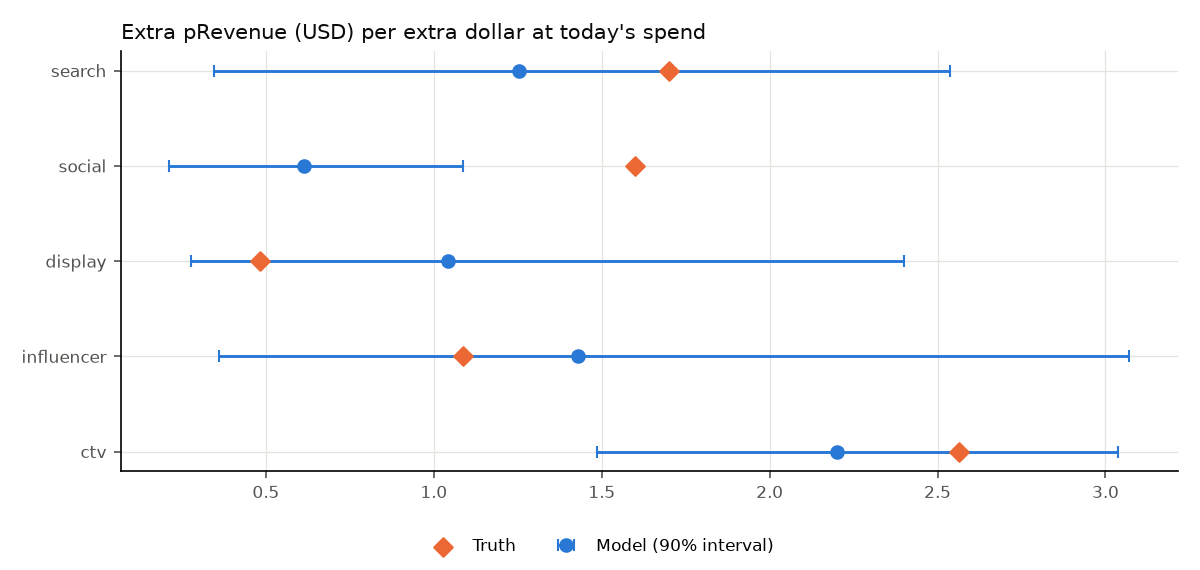 Extra pRevenue (USD) per extra dollar at today's spend
search
social
display
influencer
ctv
0.5 1.0 1.5 2.0 2.5 3.0
Truth Model (90% interval)